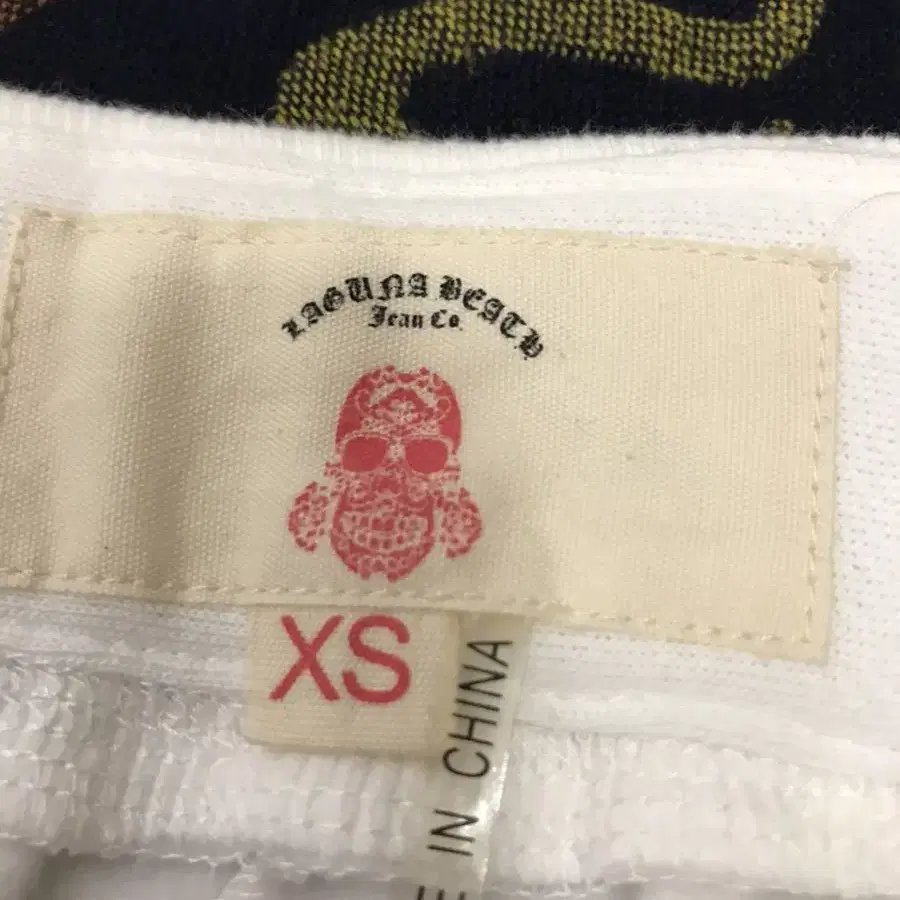 LAGUNA BEACH
Jean Co.
XS
E IN CHINA